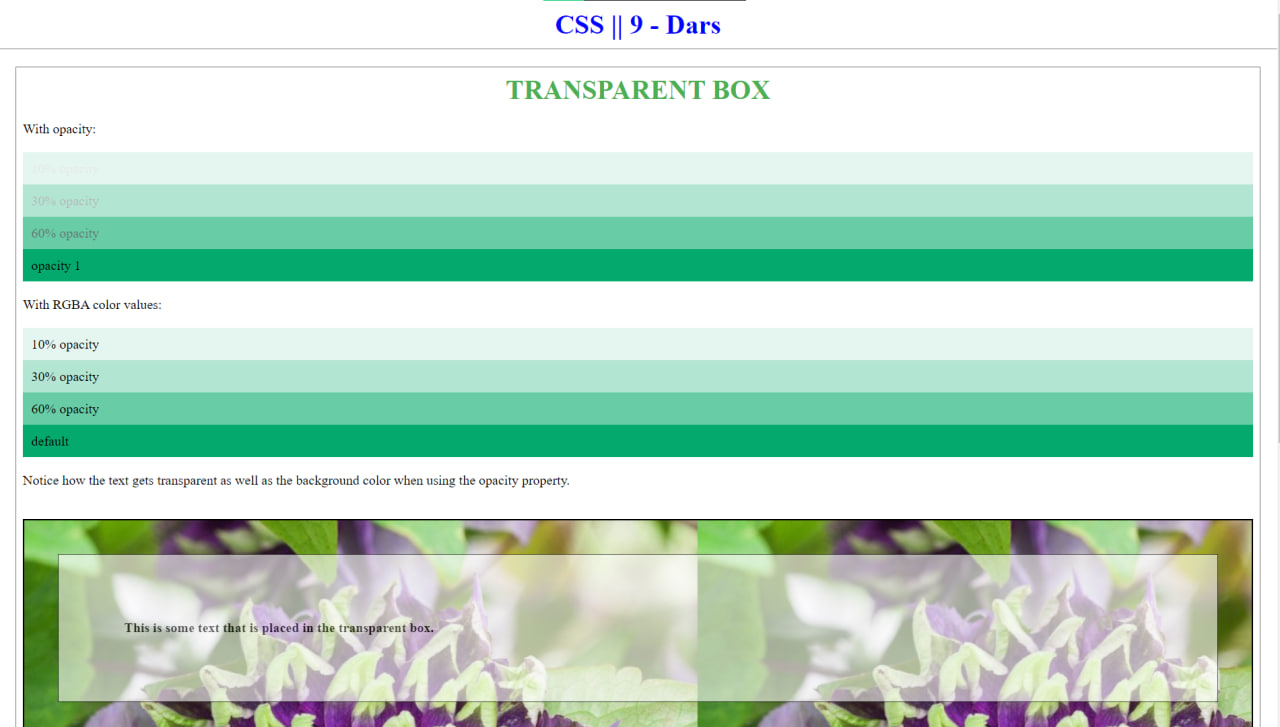 CSS || 9 - Dars
TRANSPARENT BOX
With opacity:
10% opacity
30% opacity
60% opacity
opacity 1
With RGBA color values:
10% opacity
30% opacity
60% opacity
default
Notice how the text gets transparent as well as the background color when using the opacity property.
This is some text that is placed in the transparent box.